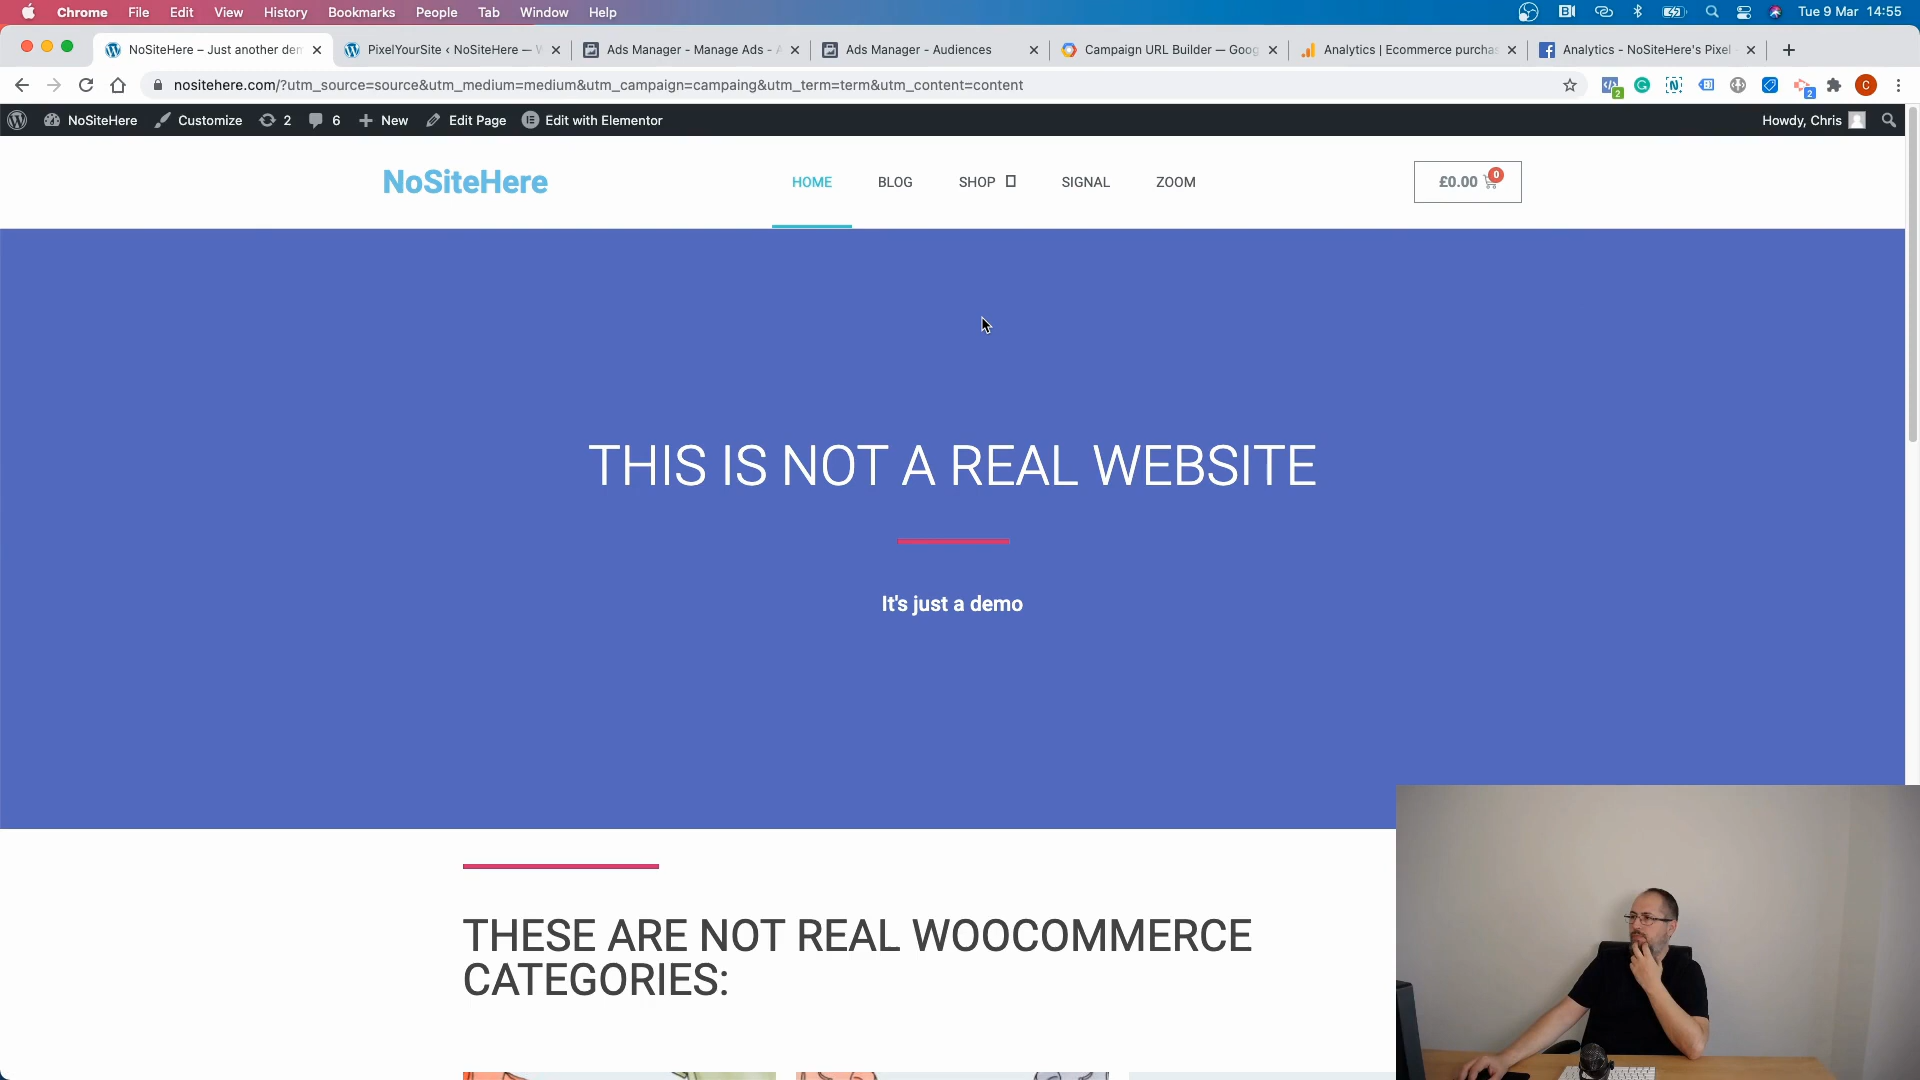 Chrome File Edit View History Bookmarks People Tab Window Help
Tue 9 Mar 14:55
NoSiteHere – Just another dem
PixelYourSite ‹ NoSiteHere —
Ads Manager - Manage Ads -
Ads Manager - Audiences
Campaign URL Builder — Goog
Analytics | Ecommerce purchas
Analytics - NoSiteHere's Pixel
nositehere.com/?utm_source=source&utm_medium=medium&utm_campaign=campaing&utm_term=term&utm_content=content
2
2
C
NoSiteHere Customize 2 6 New Edit Page Edit with Elementor
Howdy, Chris
NoSiteHere
HOME BLOG SHOP SIGNAL ZOOM
£0.00 0
THIS IS NOT A REAL WEBSITE
It's just a demo
THESE ARE NOT REAL WOOCOMMERCE
CATEGORIES: